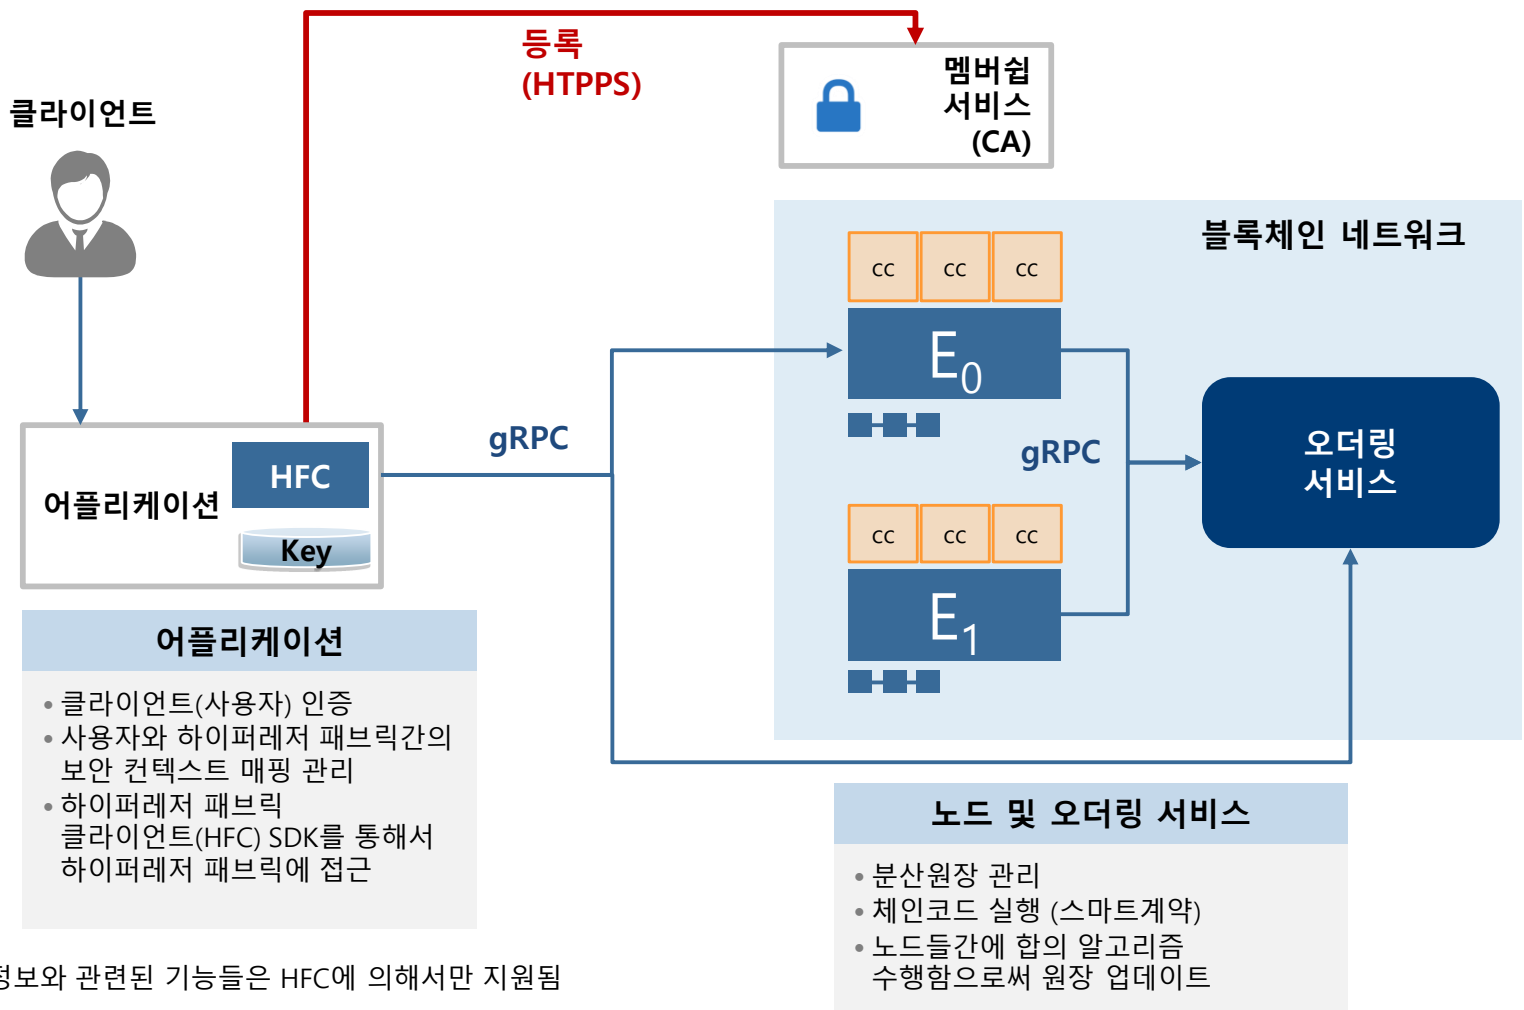 등록
(HTPPS)
멤버쉽
서비스
(CA)
클라이언트
블록체인 네트워크
cc cc cc
E0
gRPC
gRPC
오더링
서비스
HFC
어플리케이션
Key
cc cc cc
E1
어플리케이션
• 클라이언트(사용자) 인증
• 사용자와 하이퍼레저 패브릭간의
보안 컨텍스트 매핑 관리
• 하이퍼레저 패브릭
클라이언트(HFC) SDK를 통해서
하이퍼레저 패브릭에 접근
노드 및 오더링 서비스
• 분산원장 관리
• 체인코드 실행 (스마트계약)
• 노드들간에 합의 알고리즘
수행함으로써 원장 업데이트
정보와 관련된 기능들은 HFC에 의해서만 지원됨